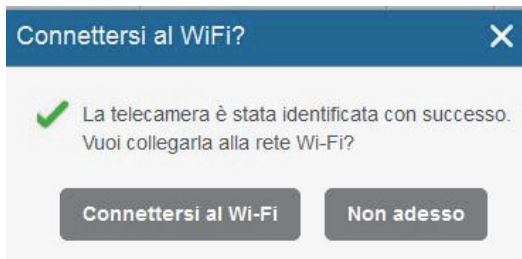 Connettersi al WiFi?
La telecamera è stata identificata con successo.
Vuoi collegarla alla rete Wi-Fi?
Connettersi al Wi-Fi
Non adesso